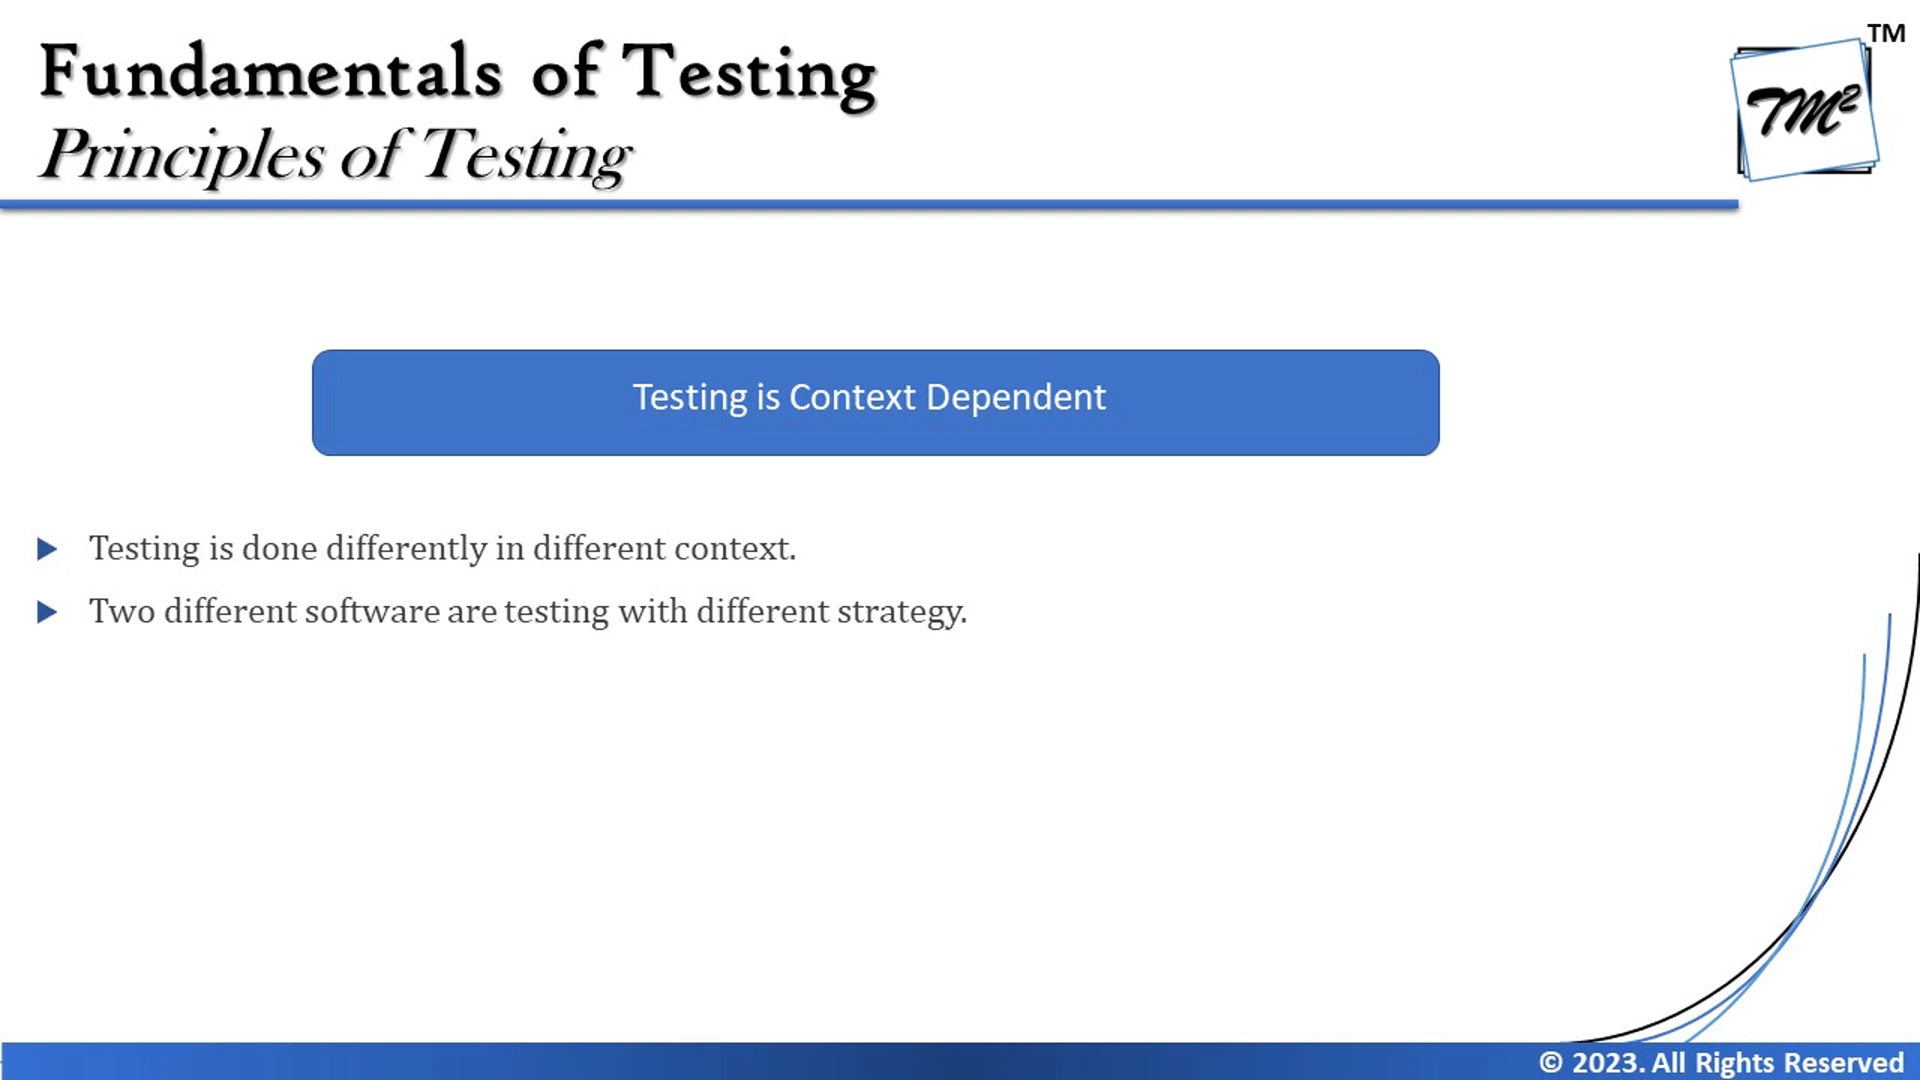 Fundamentals of Testing
TM
TM²
Principles of Testing
Testing is Context Dependent
Testing is done differently in different context.
Two different software are testing with different strategy.
© 2023. All Rights Reserved